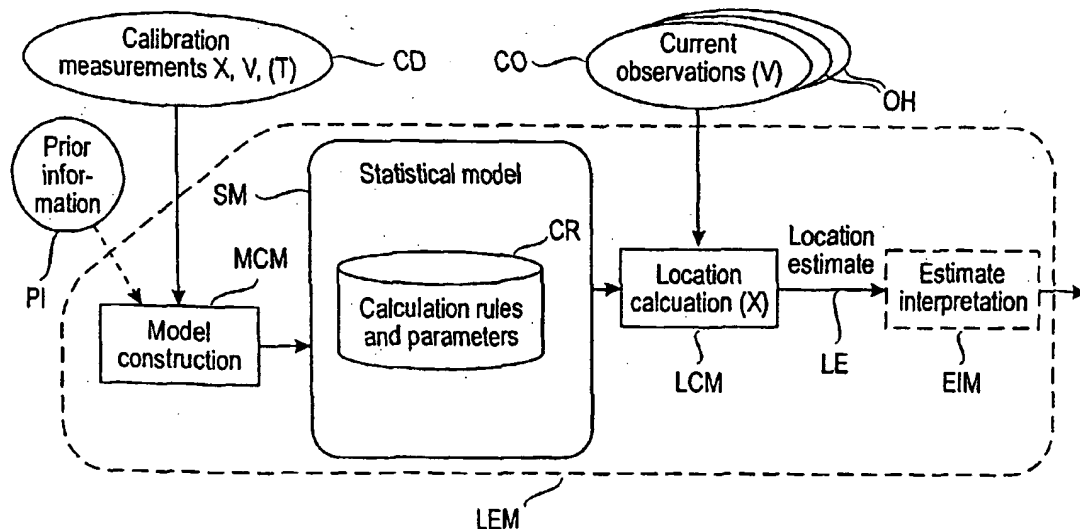 Calibration
measurements X, V, (T)
CD
CO
Current
observations (V)
OH
Prior
infor-
mation
PI
SM
Statistical model
CR
Calculation rules
and parameters
MCM
Model
construction
Location
calcuation (X)
LCM
Location
estimate
LE
Estimate
interpretation
EIM
LEM